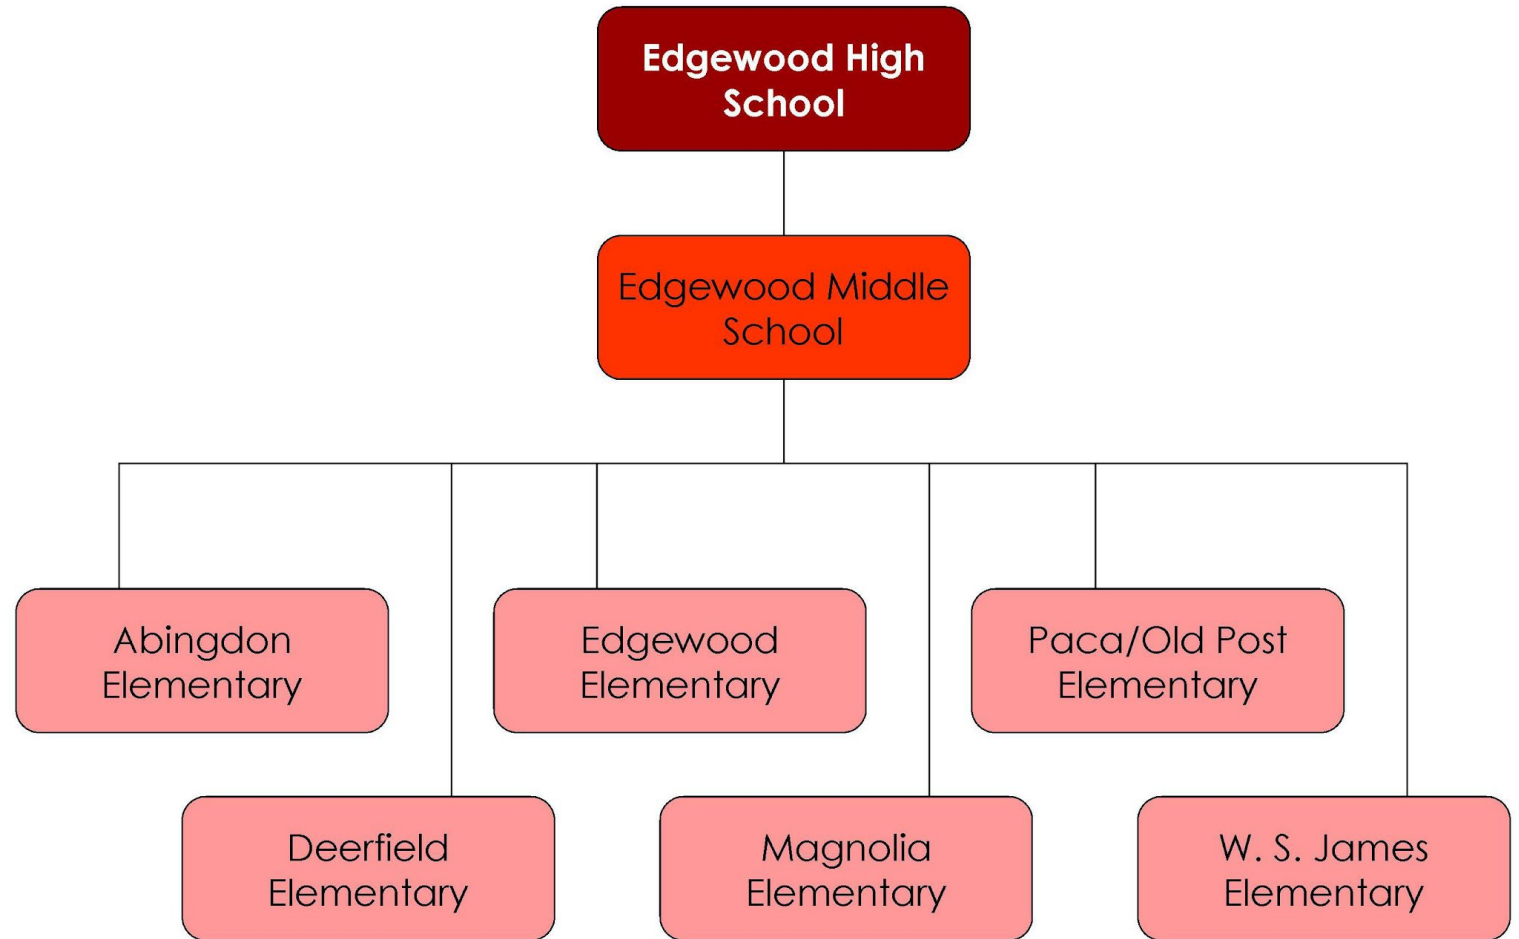 Edgewood High
School
Edgewood Middle
School
Abingdon
Elementary
Edgewood
Elementary
Paca/Old Post
Elementary
Deerfield
Elementary
Magnolia
Elementary
W. S. James
Elementary